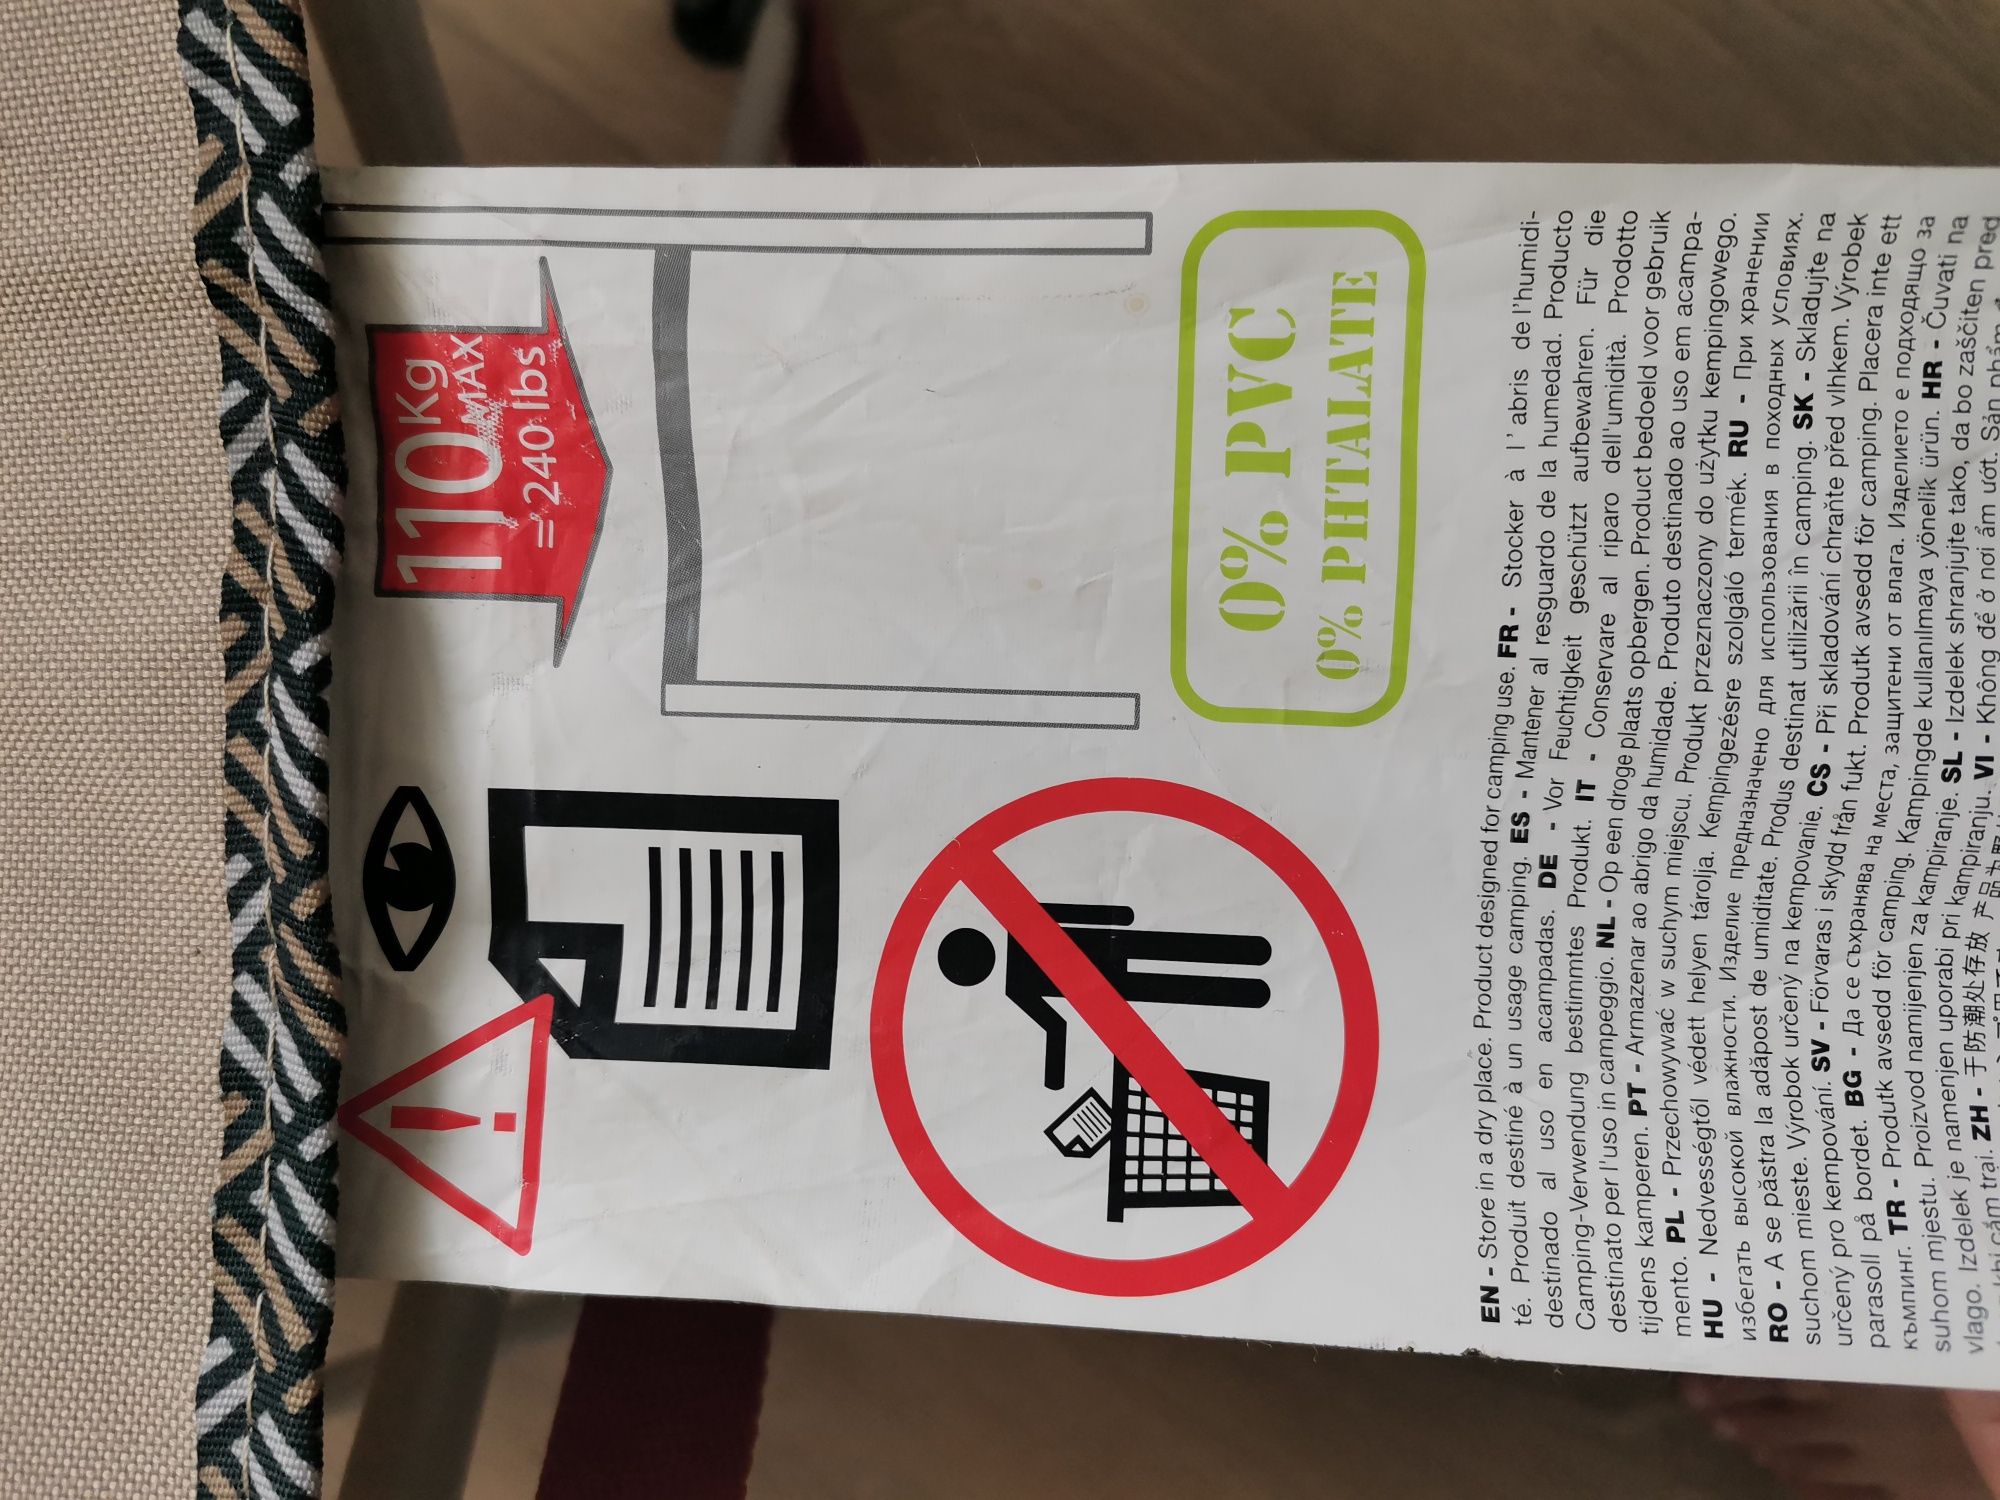 110Kg
MAX
=240 lbs
0% PVC
0% PHTALATE
EN - Store in a dry place. Product designed for camping use. FR - Stocker à l'abris de l'humidi-
té. Produit destiné à un usage camping. ES - Mantener al resguardo de la humedad. Producto
destinado al uso en acampadas. DE - Vor Feuchtigkeit geschützt aufbewahren. Für die
Camping-Verwendung bestimmtes Produkt. IT - Conservare al riparo dell'umidità. Prodotto
destinato per l'uso in campeggio. NL - Op een droge plaats opbergen. Product bedoeld voor gebruik
tijdens kamperen. PT - Armazenar ao abrigo da humidade. Produto destinado ao uso em acampa-
mento. PL - Przechowywać w suchym miejscu. Produkt przeznaczony do użytku kempingowego.
HU - Nedvességtől védett helyen tárolja. Kempingezésre szolgáló termék. RU - При хранении
избегать высокой влажности. Изделие предназначено для использования в походных условиях.
RO - A se păstra la adăpost de umiditate. Produs destinat utilizării în camping. SK - Skladujte na
suchom mieste. Výrobok určený na kempovanie. CS - Při skladování chraňte před vlhkem. Výrobek
určený pro kempování. SV - Förvaras i skydd från fukt. Produtk avsedd för camping. Placera inte ett
parasoll på bordet. BG - Да се съхранява на места, защитени от влага. Изделието е подходящо за
къмпинг. TR - Produtk avsedd för camping. Kampingde kullanılmaya yönelik ürün. HR - Čuvati na
suhom mjestu. Proizvod namijenjen za kampiranje. SL - Izdelek shranjujte tako, da bo zaščiten pred
vlago. Izdelek je namenjen uporabi pri kampiranju. VI - Không để ở nơi ẩm ướt. Sản phẩm
khi cắm trại. ZH - 于防潮处存放 产品为